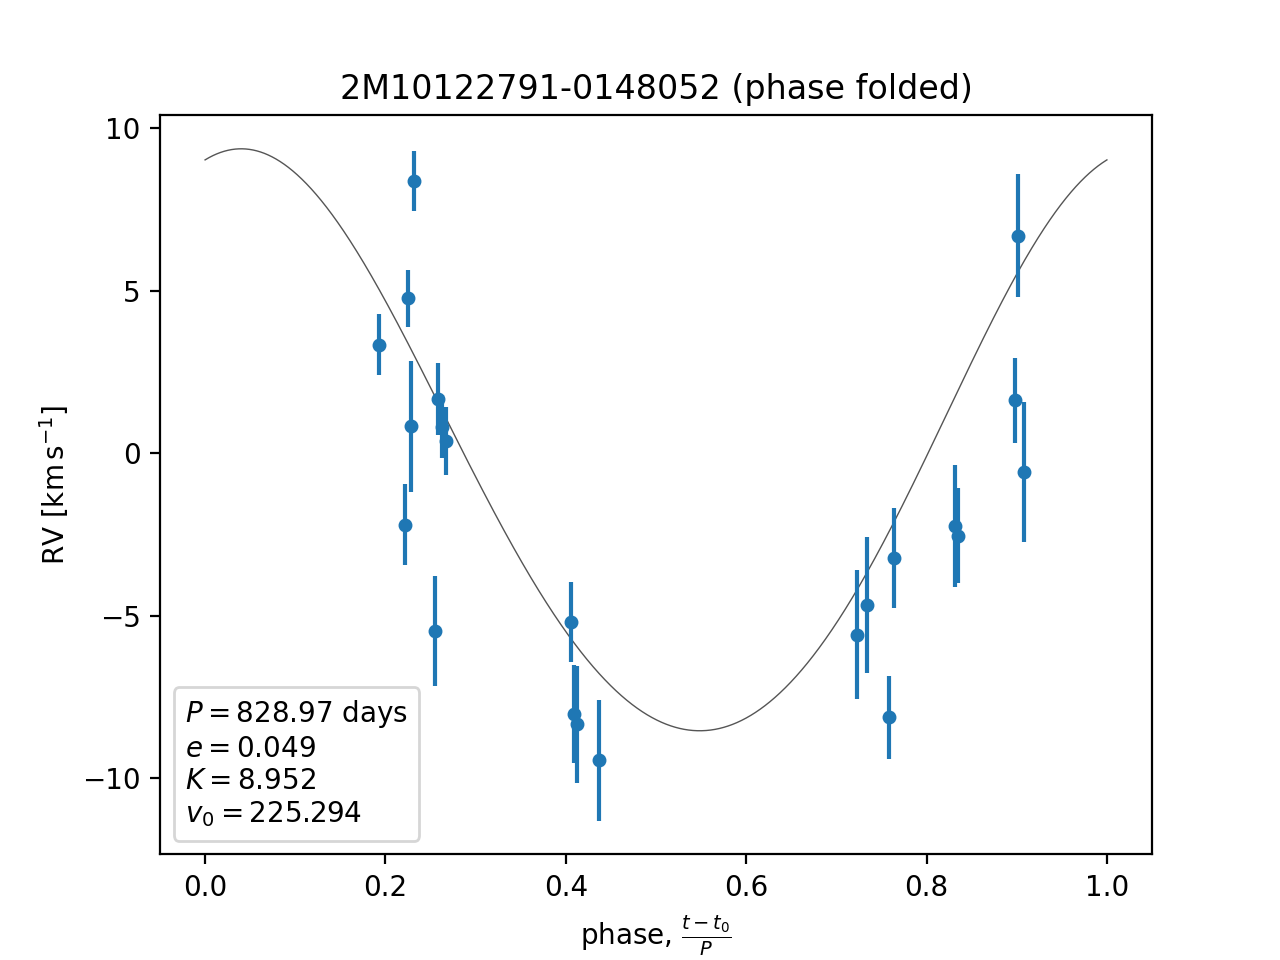 2M10122791-0148052 (phase folded)
10
5
0
−5
−10
RV [km s⁻¹]
P = 828.97 days
e = 0.049
K = 8.952
v₀ = 225.294
0.0 0.2 0.4 0.6 0.8 1.0
phase, (t − t₀)/P